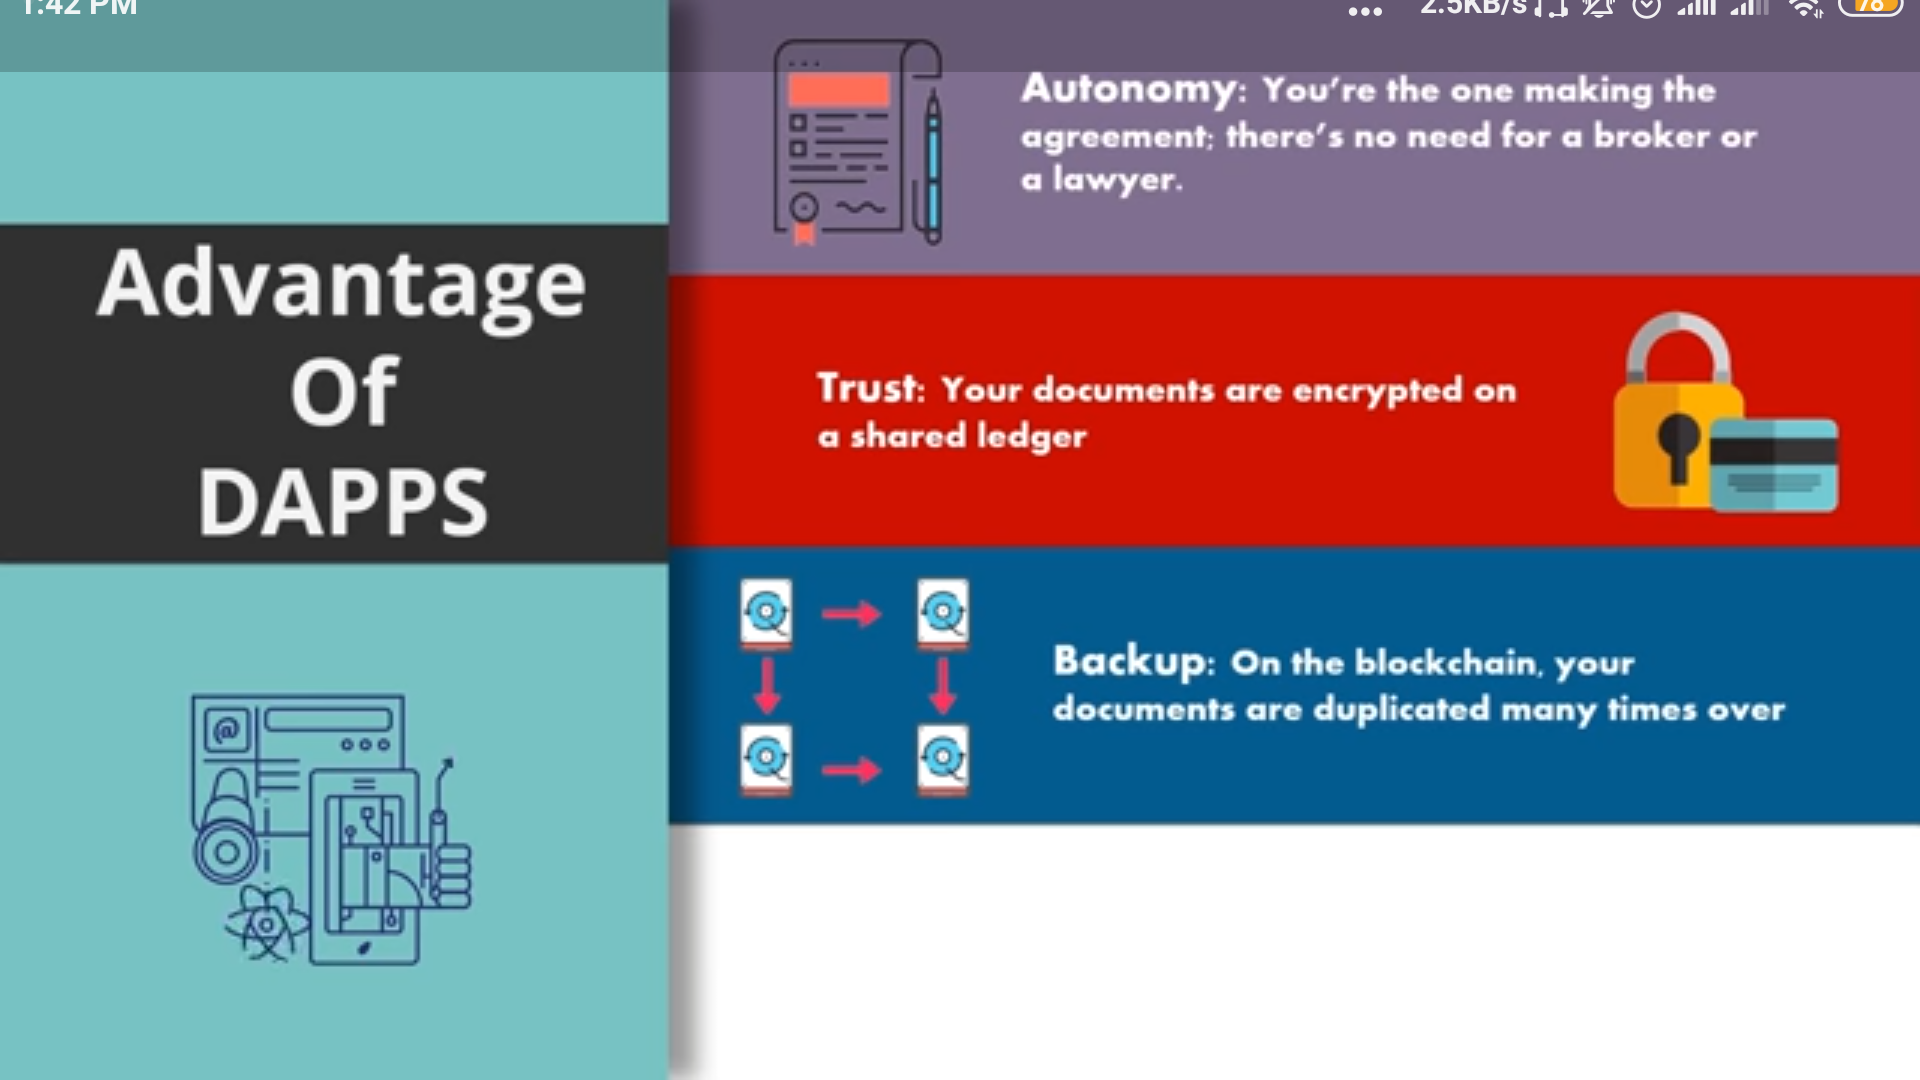 1:42 PM
... 2.5KB/s 78
Advantage
Of
DAPPS
@
Autonomy: You're the one making the
agreement; there's no need for a broker or
a lawyer.
Trust: Your documents are encrypted on
a shared ledger
Backup: On the blockchain, your
documents are duplicated many times over